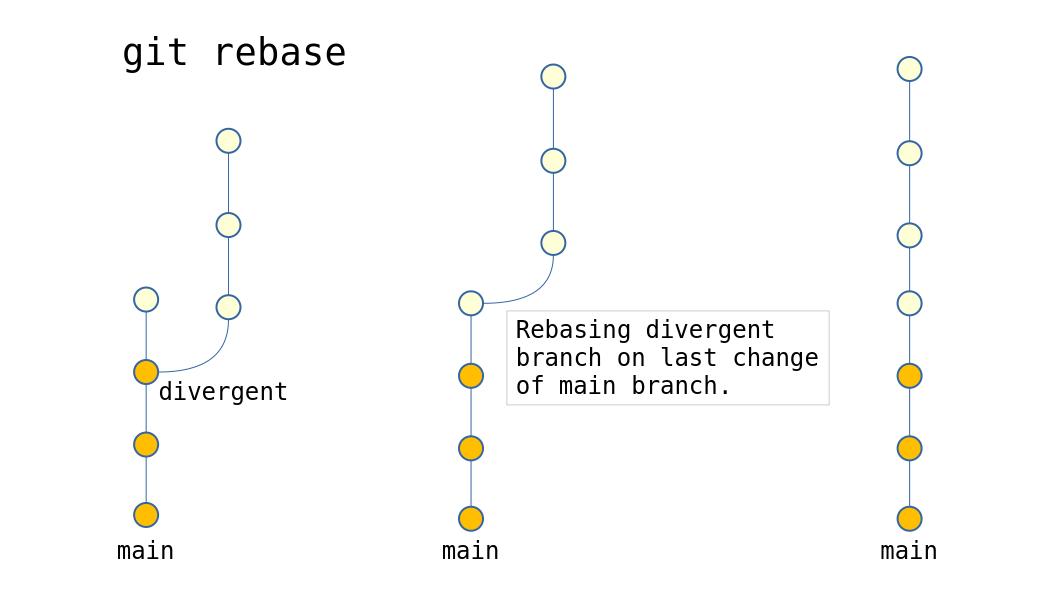 git rebase
divergent
Rebasing divergent
branch on last change
of main branch.
main
main
main